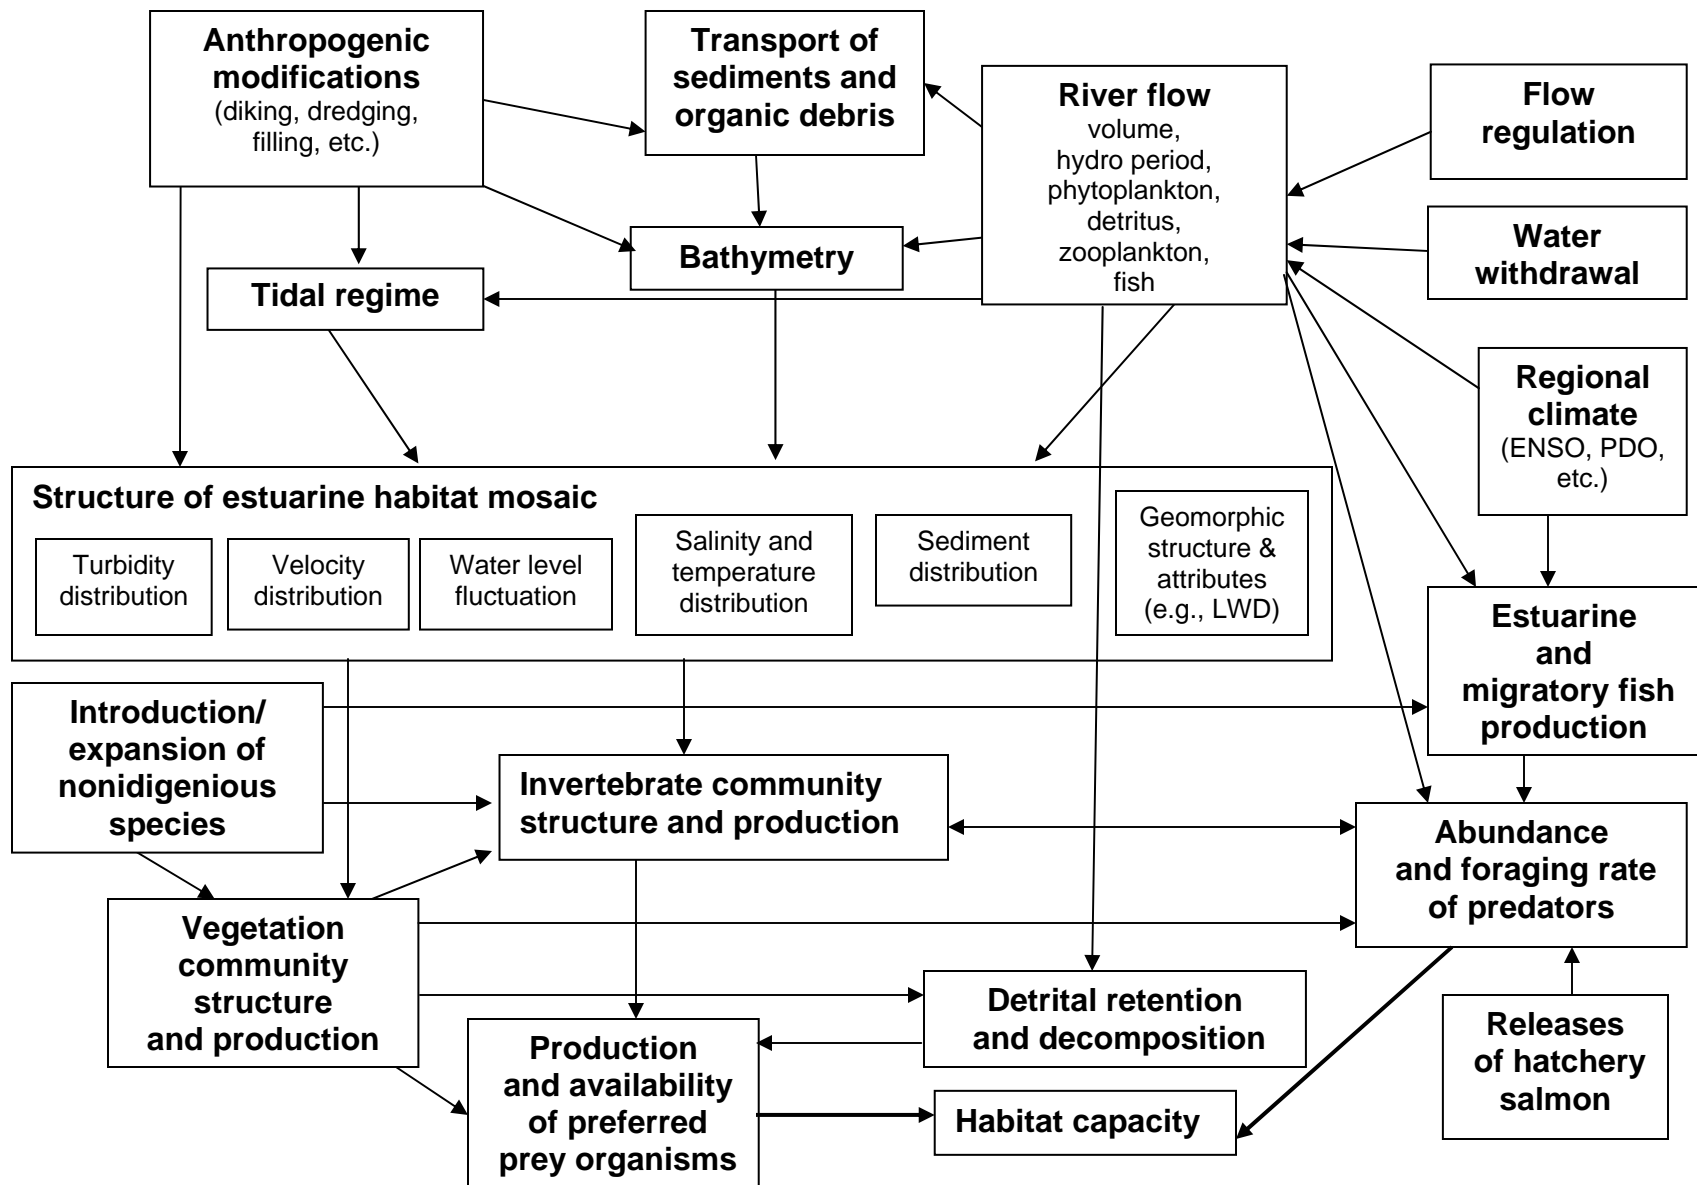 Anthropogenic
modifications
(diking, dredging,
filling, etc.)
Transport of
sediments and
organic debris
River flow
volume,
hydro period,
phytoplankton,
detritus,
zooplankton,
fish
Flow
regulation
Water
withdrawal
Bathymetry
Tidal regime
Regional
climate
(ENSO, PDO,
etc.)
Structure of estuarine habitat mosaic
Turbidity
distribution
Velocity
distribution
Water level
fluctuation
Salinity and
temperature
distribution
Sediment
distribution
Geomorphic
structure &
attributes
(e.g., LWD)
Estuarine
and
migratory fish
production
Introduction/
expansion of
nonidigenious
species
Invertebrate community
structure and production
Abundance
and foraging rate
of predators
Vegetation
community
structure
and production
Detrital retention
and decomposition
Releases
of hatchery
salmon
Production
and availability
of preferred
prey organisms
Habitat capacity